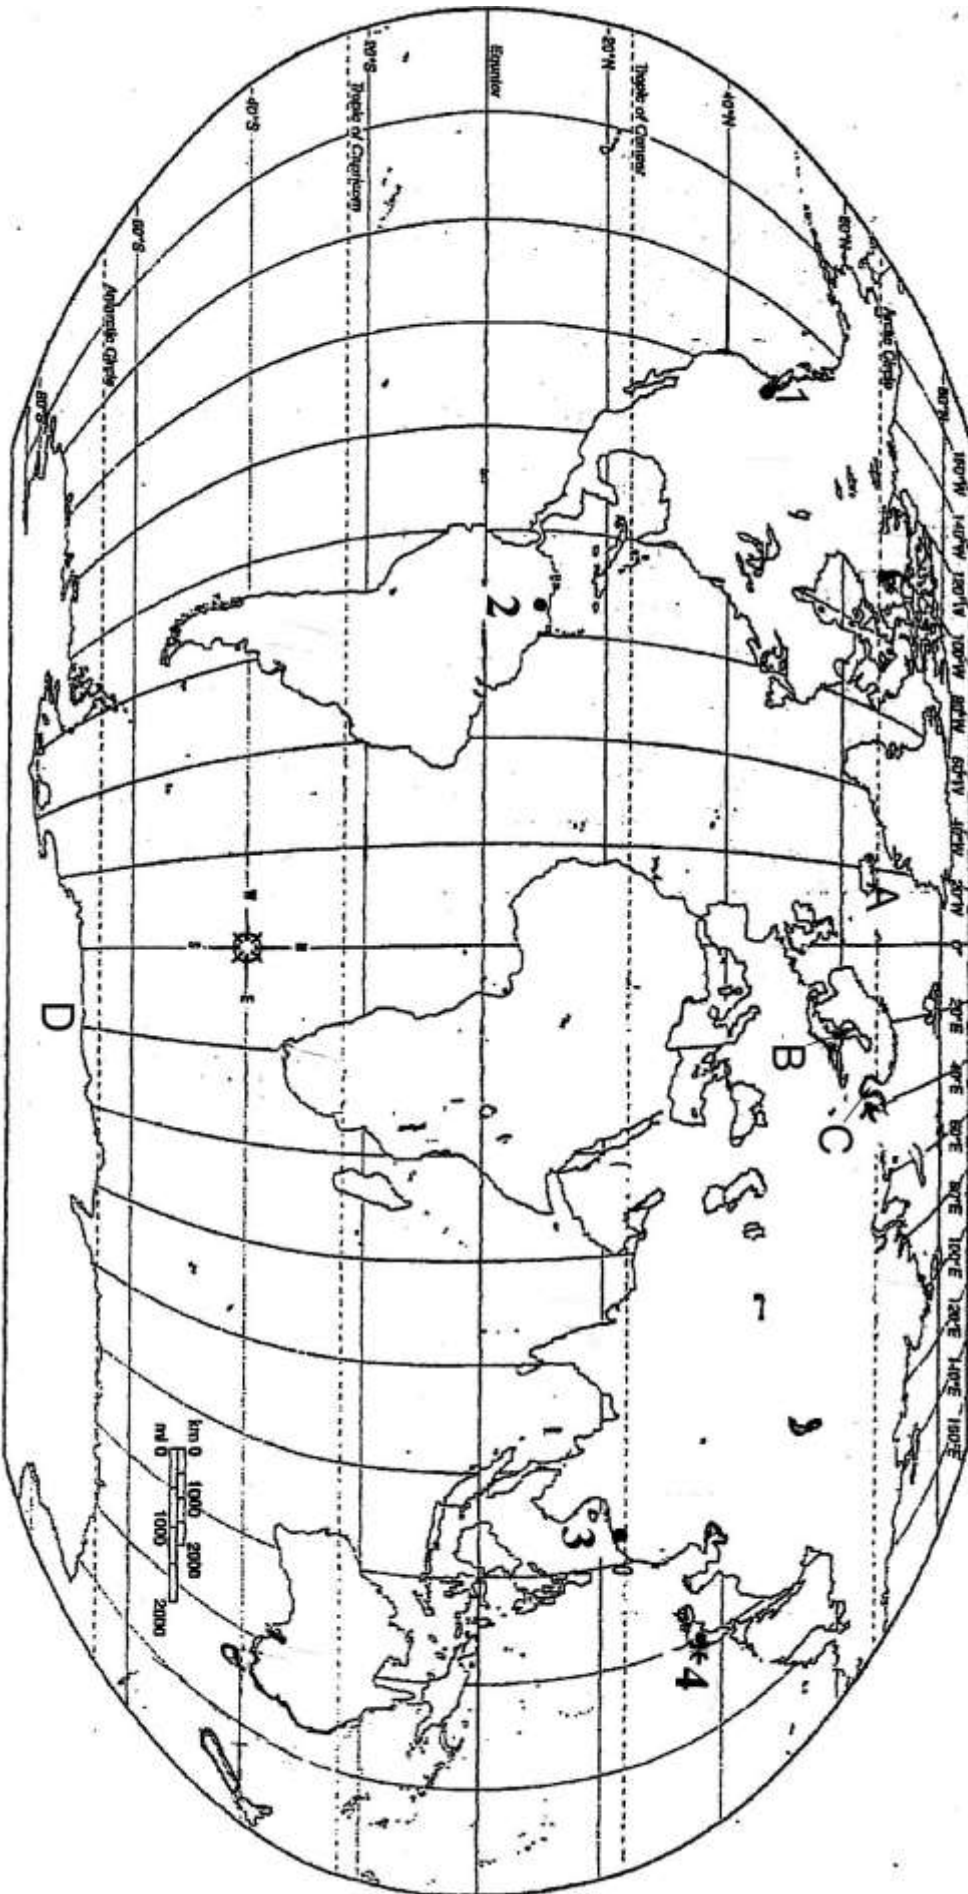 160°W 140°W 120°W 100°W 80°W 60°W 40°W 20°W 0° 20°E 40°E 60°E 80°E 100°E 120°E 140°E 160°E
80°N
Arctic Circle
A
C
60°N
B
1
40°N
4
Tropic of Cancer
20°N
3
2
Equator
20°S
Tropic of Capricorn
N
W
E
S
40°S
km 0 1000 2000
mi 0 1000 2000
60°S
Antarctic Circle
D
80°S